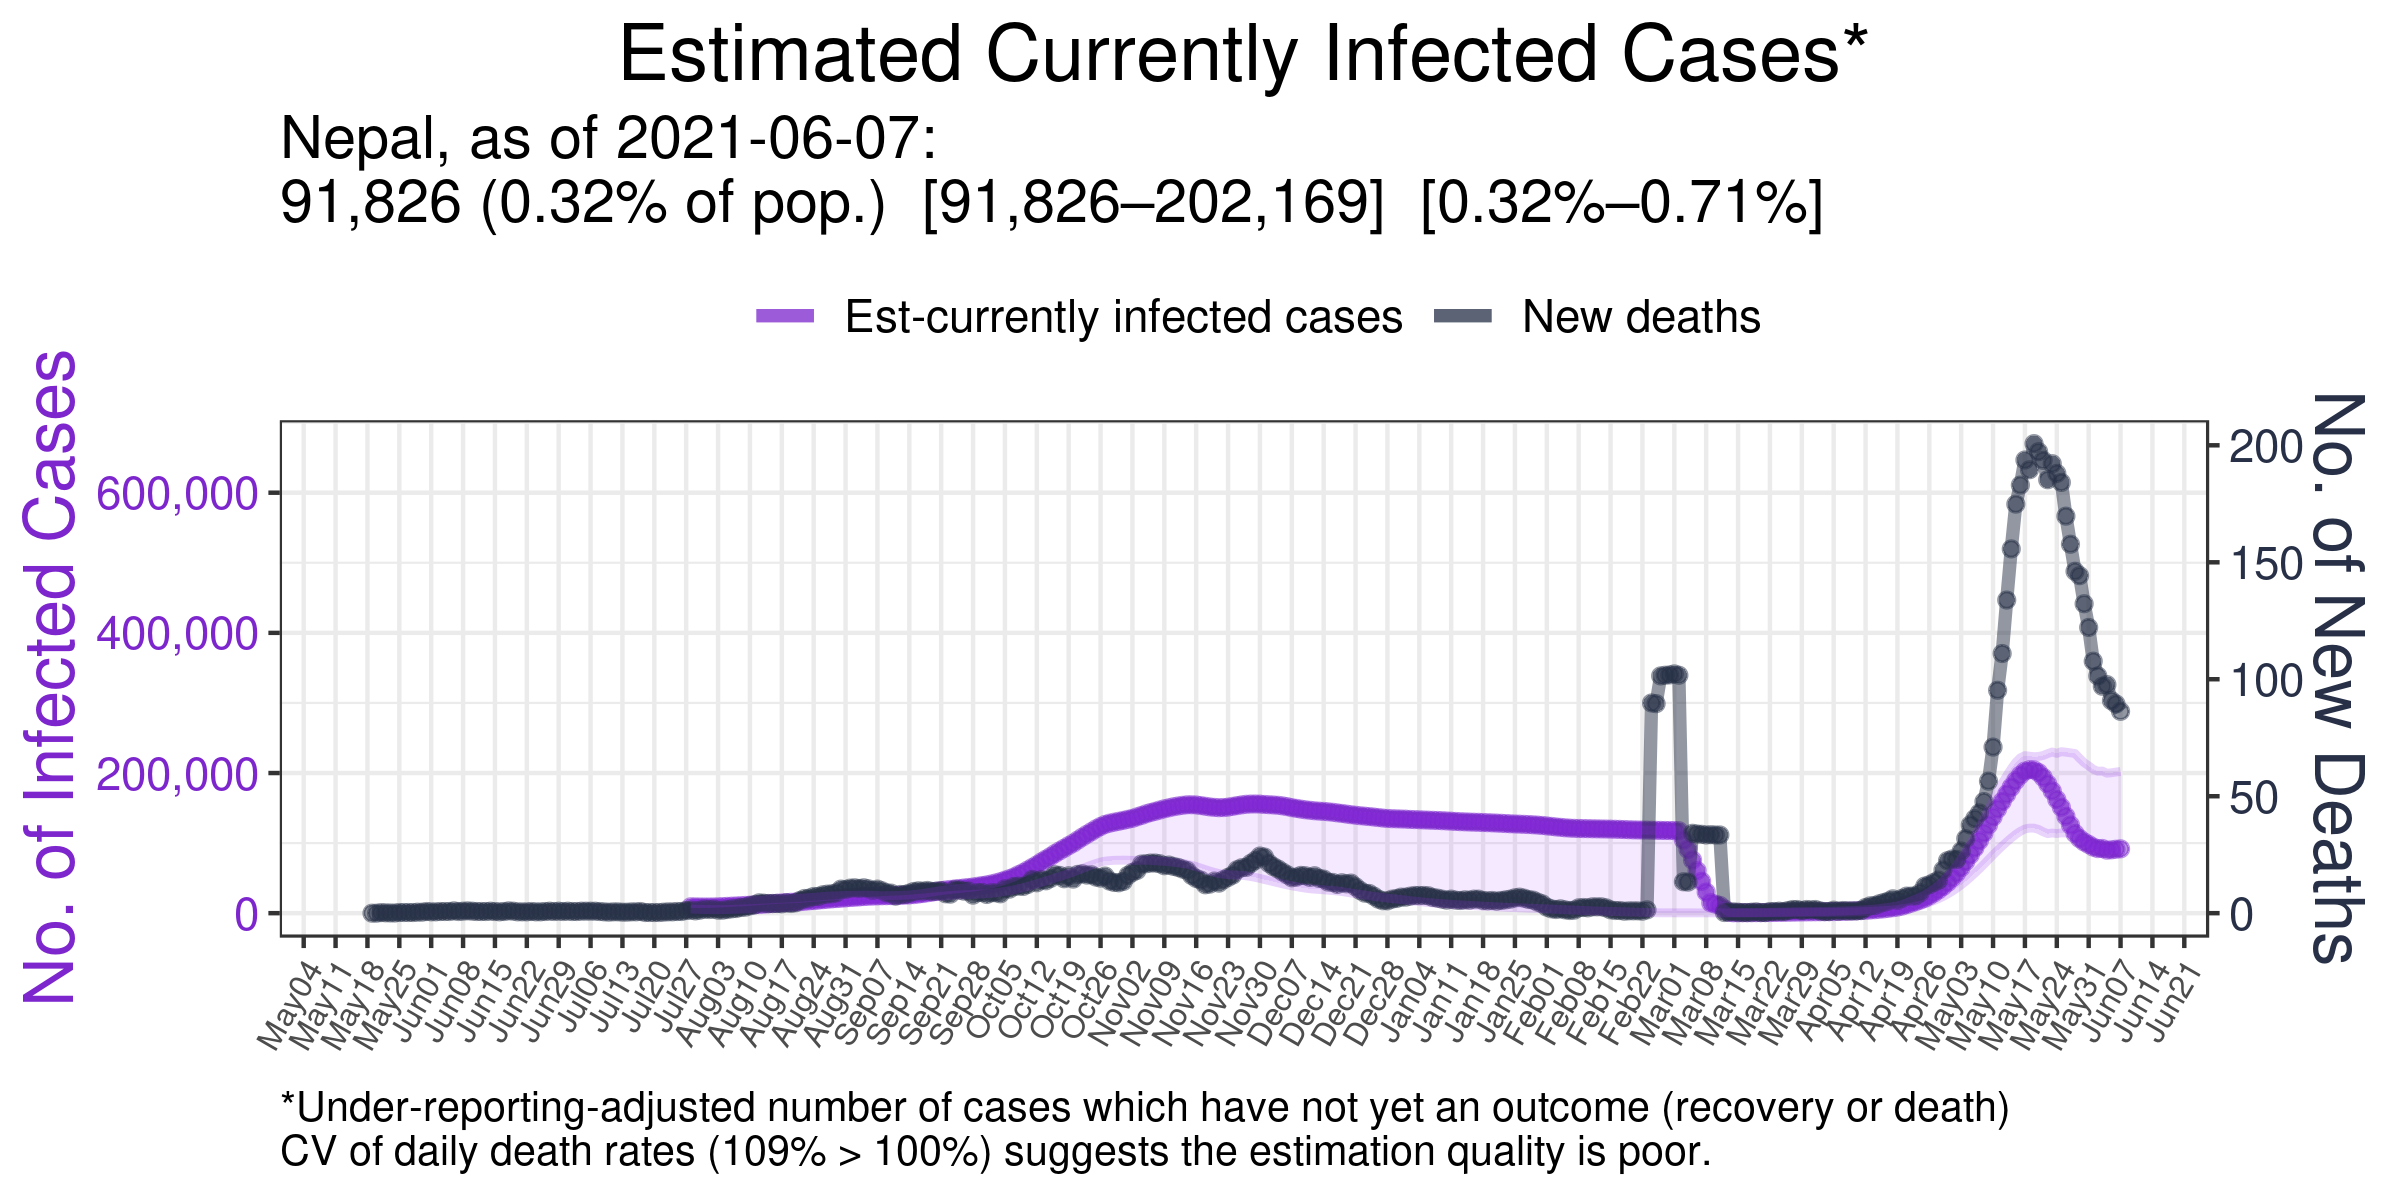 Estimated Currently Infected Cases*
Nepal, as of 2021-06-07:
91,826 (0.32% of pop.) [91,826–202,169] [0.32%–0.71%]
Est-currently infected cases New deaths
No. of Infected Cases
600,000
400,000
200,000
0
200
150
100
50
0
No. of New Deaths
May04 May11 May18 May25 Jun01 Jun08 Jun15 Jun22 Jun29 Jul06 Jul13 Jul20 Jul27 Aug03 Aug10 Aug17 Aug24 Aug31 Sep07 Sep14 Sep21 Sep28 Oct05 Oct12 Oct19 Oct26 Nov02 Nov09 Nov16 Nov23 Nov30 Dec07 Dec14 Dec21 Dec28 Jan04 Jan11 Jan18 Jan25 Feb01 Feb08 Feb15 Feb22 Mar01 Mar08 Mar15 Mar22 Mar29 Apr05 Apr12 Apr19 Apr26 May03 May10 May17 May24 May31 Jun07 Jun14 Jun21
*Under-reporting-adjusted number of cases which have not yet an outcome (recovery or death)
CV of daily death rates (109% > 100%) suggests the estimation quality is poor.